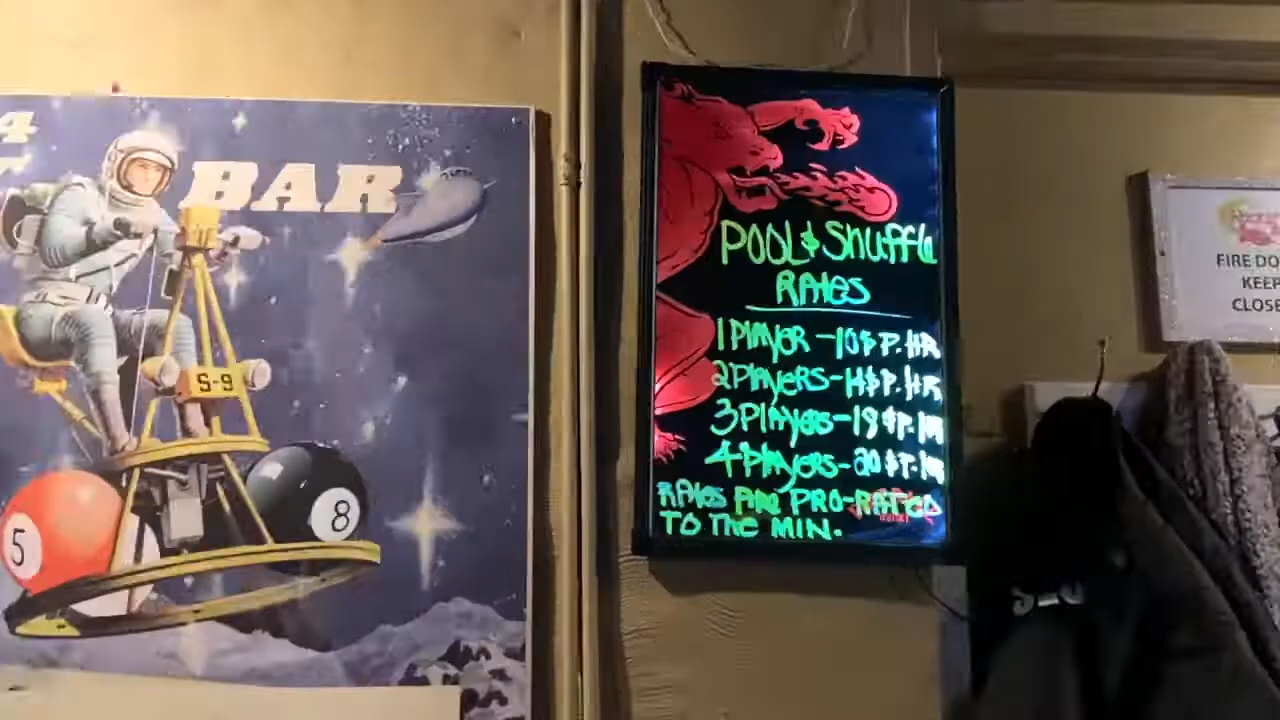 4
BAR
S-9
5
8
POOL & Shuffle
RATES
1 PLAYER - 10$ P. HR
2 PLAYERS - 14$ P. HR
3 PLAYERS - 18$ P. HR
4 PLAYERS - 20$ P. HR
RATES ARE PRO-RATED
TO THE MIN.
FIRE DO
KEEP
CLOSE